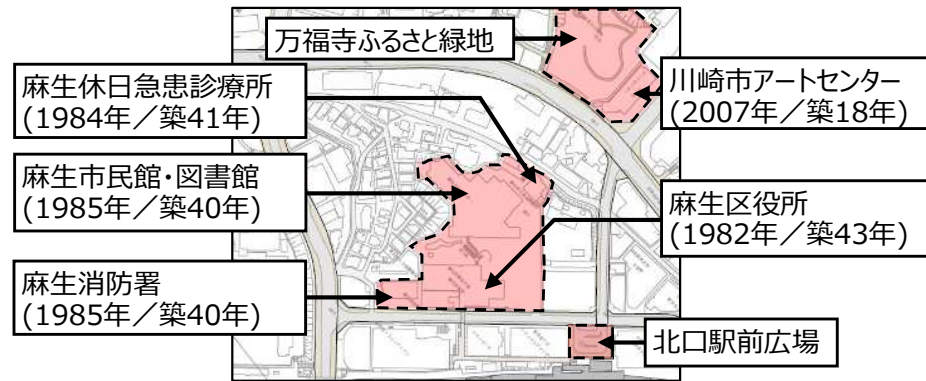 万福寺ふるさと緑地
麻生休日急患診療所
(1984年／築41年)
川崎市アートセンター
(2007年／築18年)
麻生市民館・図書館
(1985年／築40年)
麻生区役所
(1982年／築43年)
麻生消防署
(1985年／築40年)
北口駅前広場